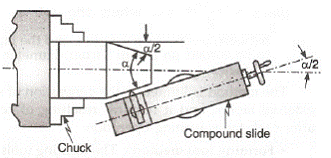 α/2
α
α/2
Compound slide
Chuck